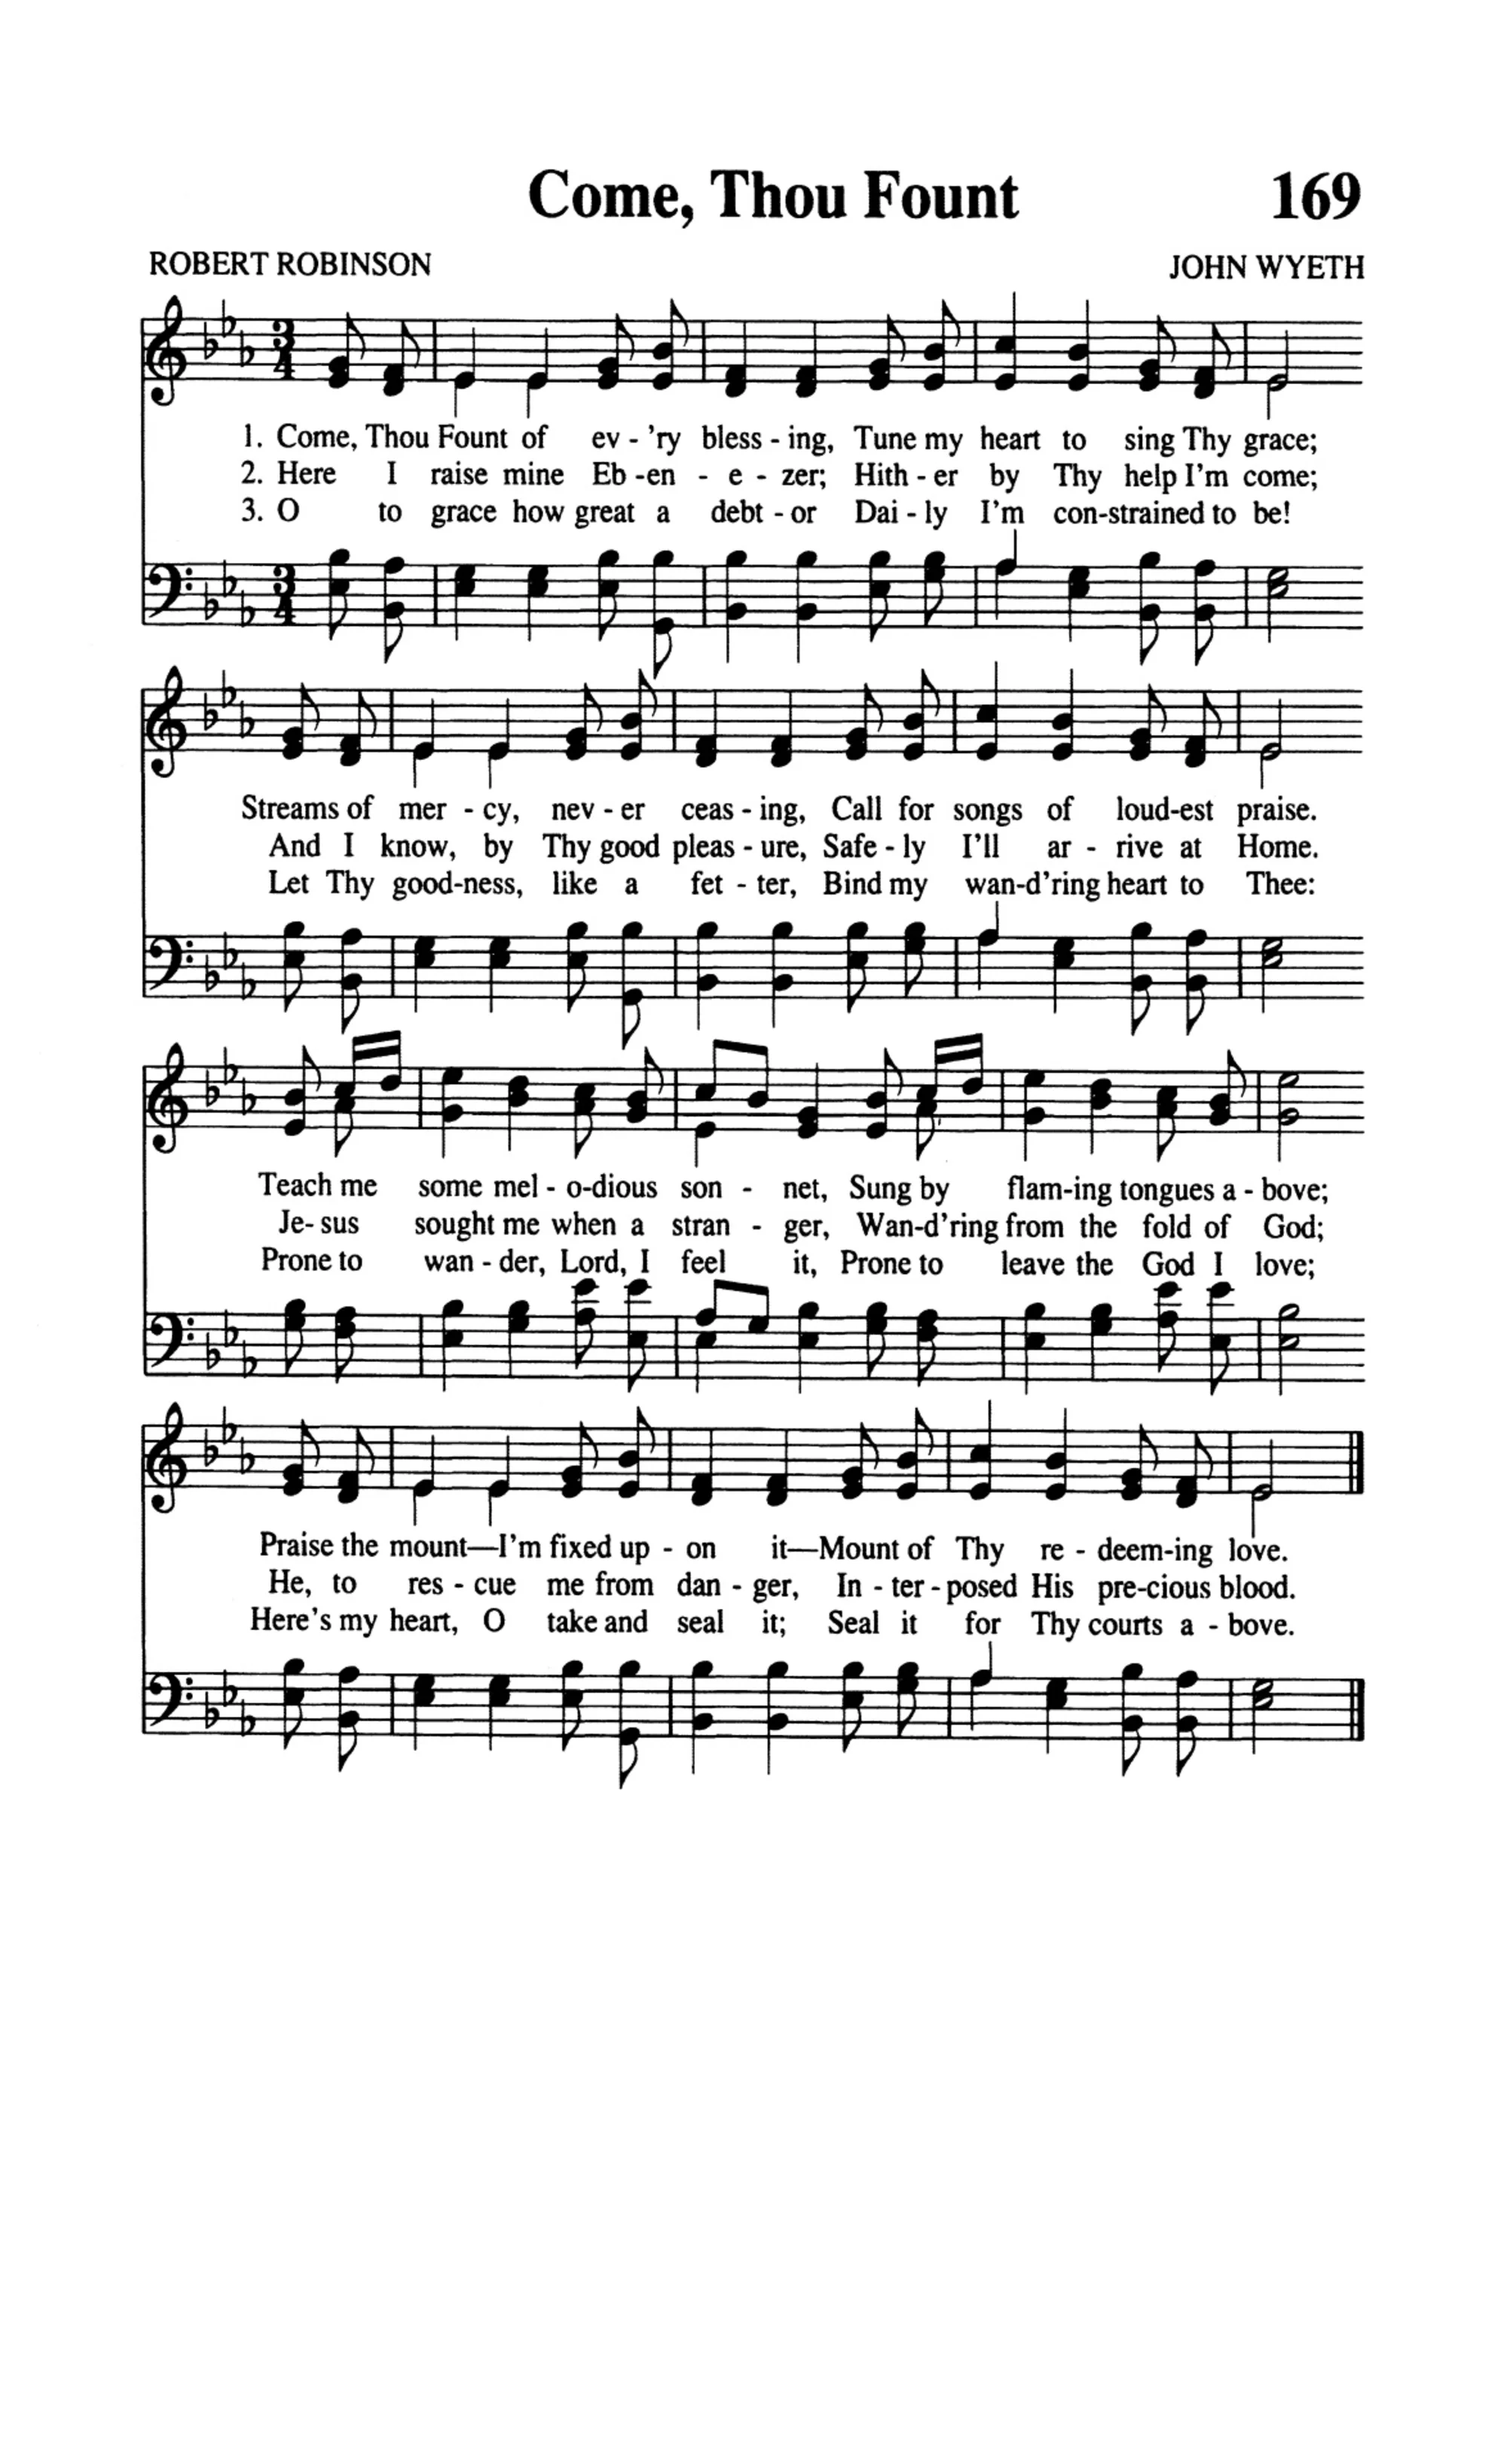 Come, Thou Fount 169
ROBERT ROBINSON JOHN WYETH
3
4
1. Come, Thou Fount of ev - 'ry bless - ing, Tune my heart to sing Thy grace;
2. Here I raise mine Eb -en - e - zer; Hith - er by Thy help I'm come;
3. O to grace how great a debt - or Dai - ly I'm con-strained to be!
3
4
Streams of mer - cy, nev - er ceas - ing, Call for songs of loud-est praise.
And I know, by Thy good pleas - ure, Safe - ly I'll ar - rive at Home.
Let Thy good-ness, like a fet - ter, Bind my wan-d'ring heart to Thee:
Teach me some mel - o-dious son - net, Sung by flam-ing tongues a - bove;
Je- sus sought me when a stran - ger, Wan-d'ring from the fold of God;
Prone to wan - der, Lord, I feel it, Prone to leave the God I love;
Praise the mount—I'm fixed up - on it—Mount of Thy re - deem-ing love.
He, to res - cue me from dan - ger, In - ter - posed His pre-cious blood.
Here's my heart, O take and seal it; Seal it for Thy courts a - bove.